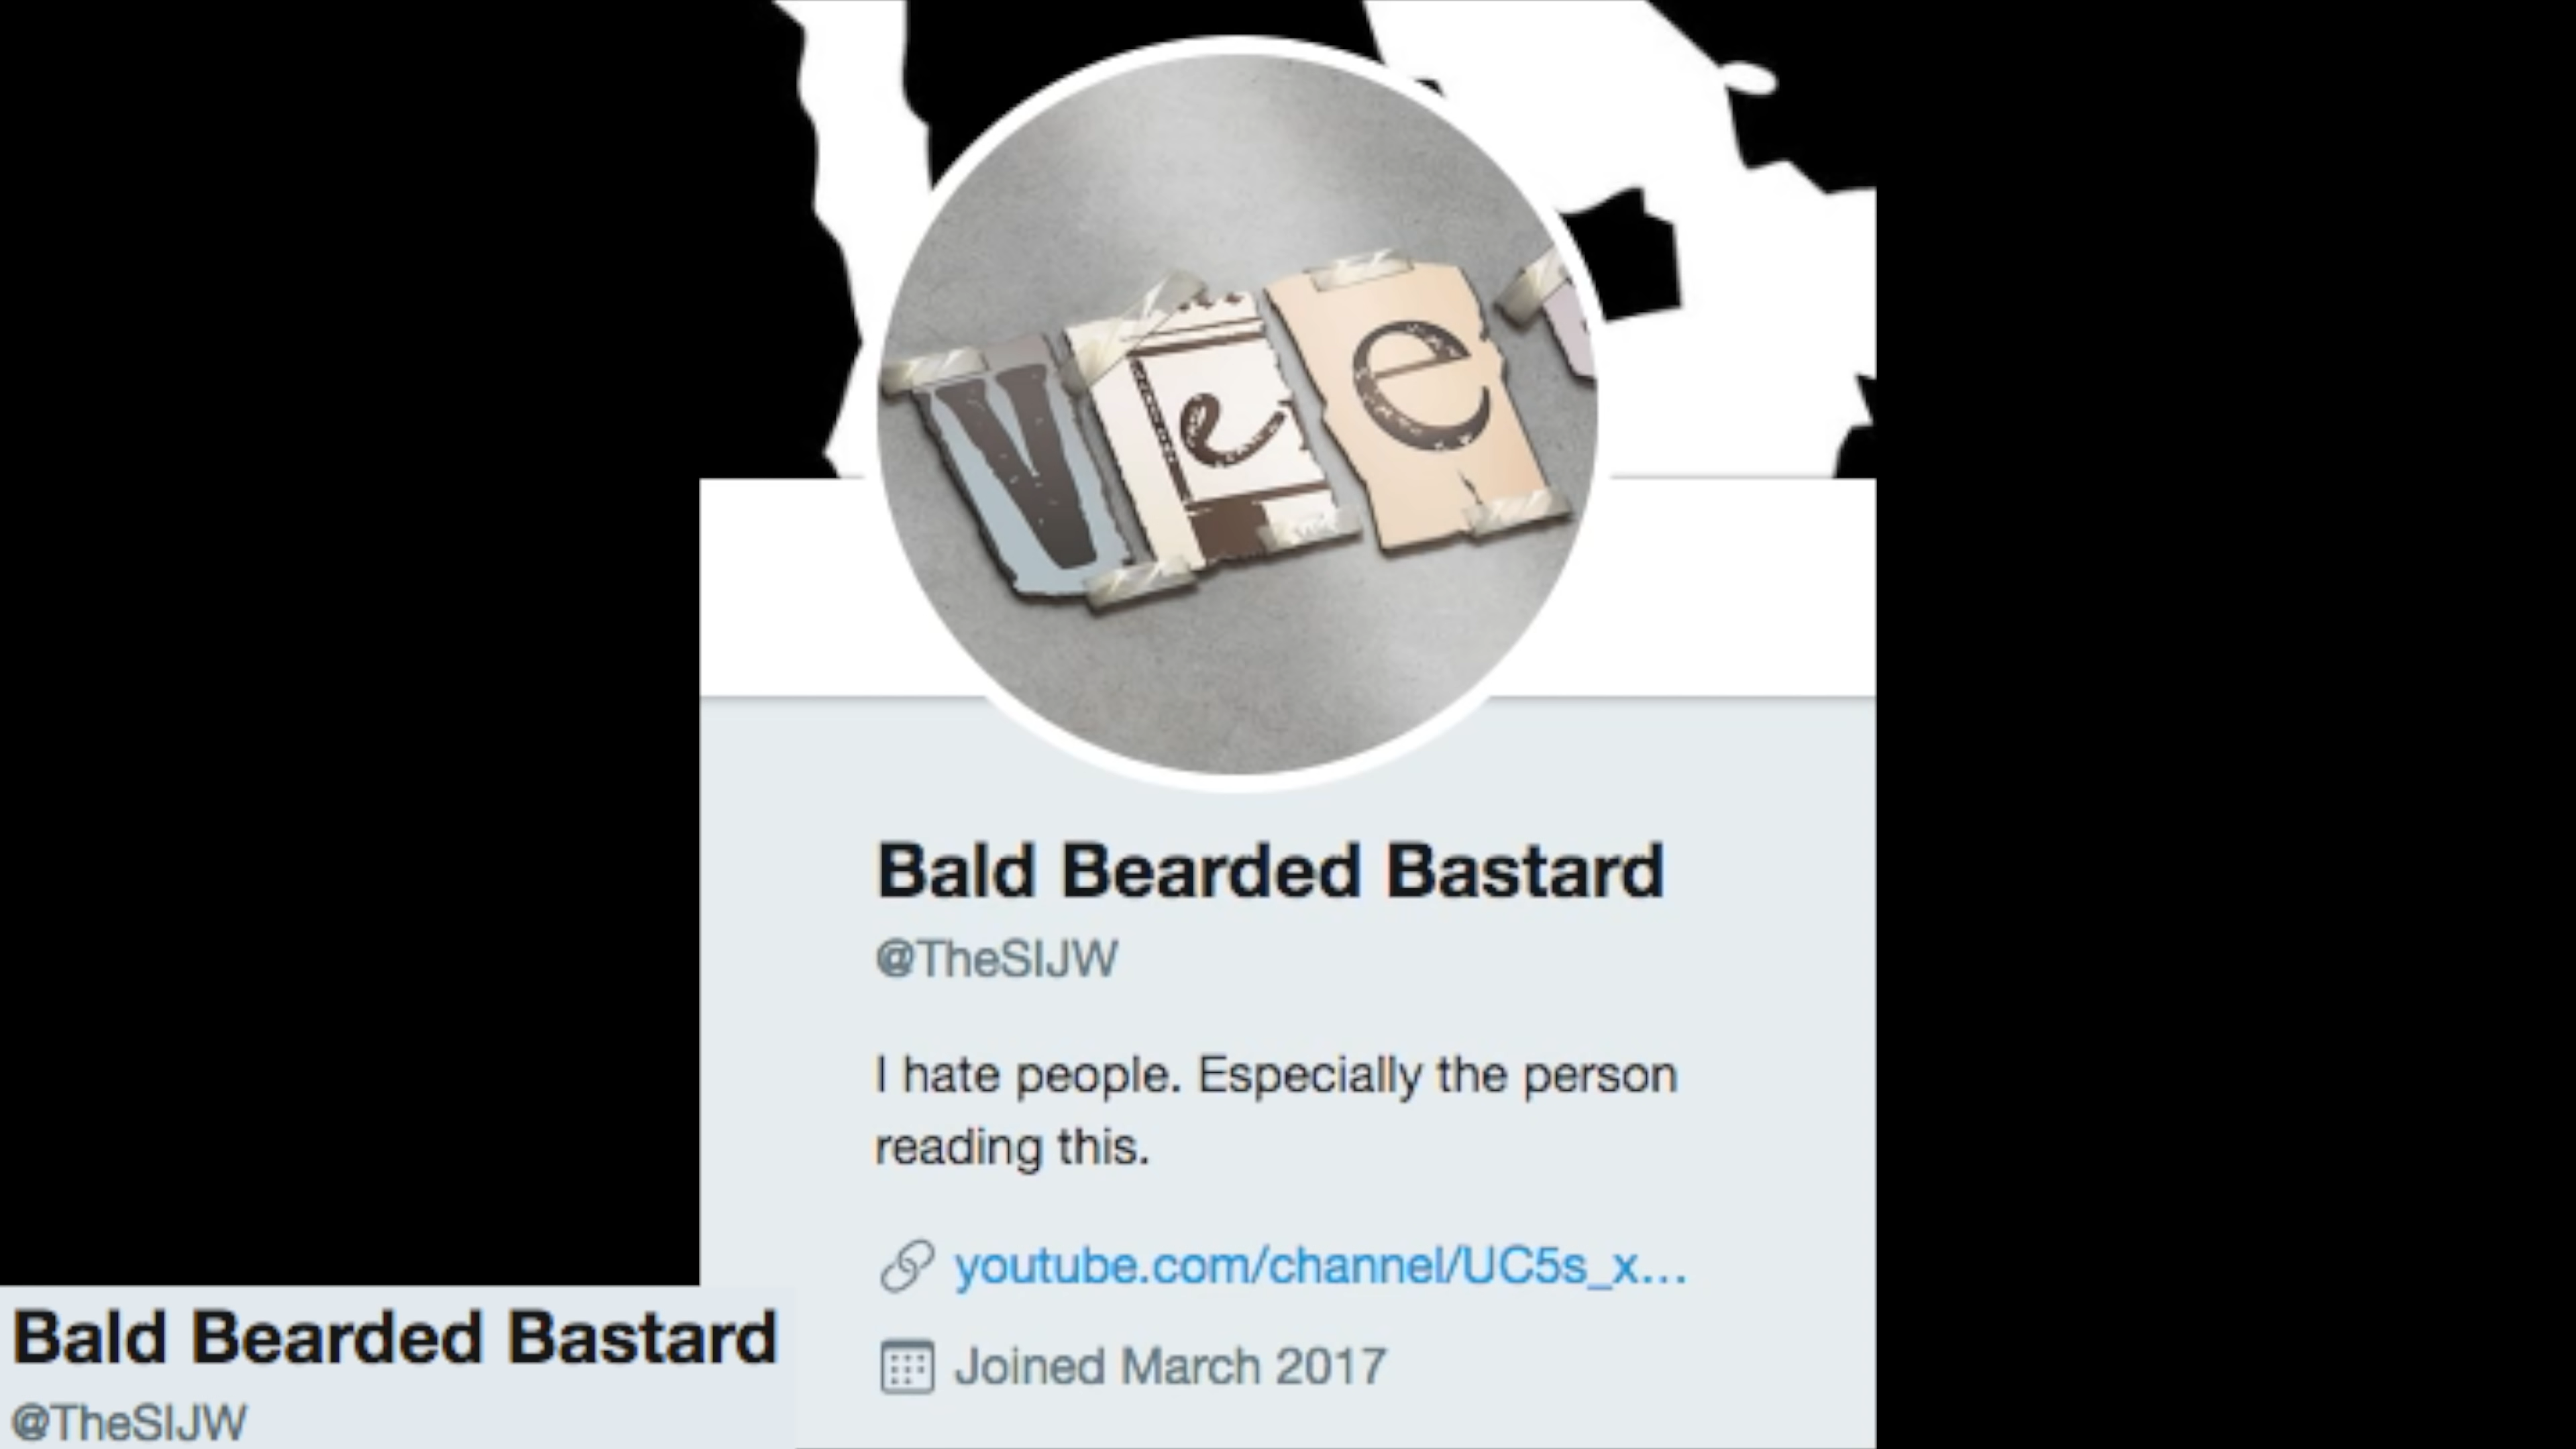 Vee
Bald Bearded Bastard
@TheSIJW
I hate people. Especially the person
reading this.
youtube.com/channel/UC5s_x...
Joined March 2017
Bald Bearded Bastard
@TheSIJW